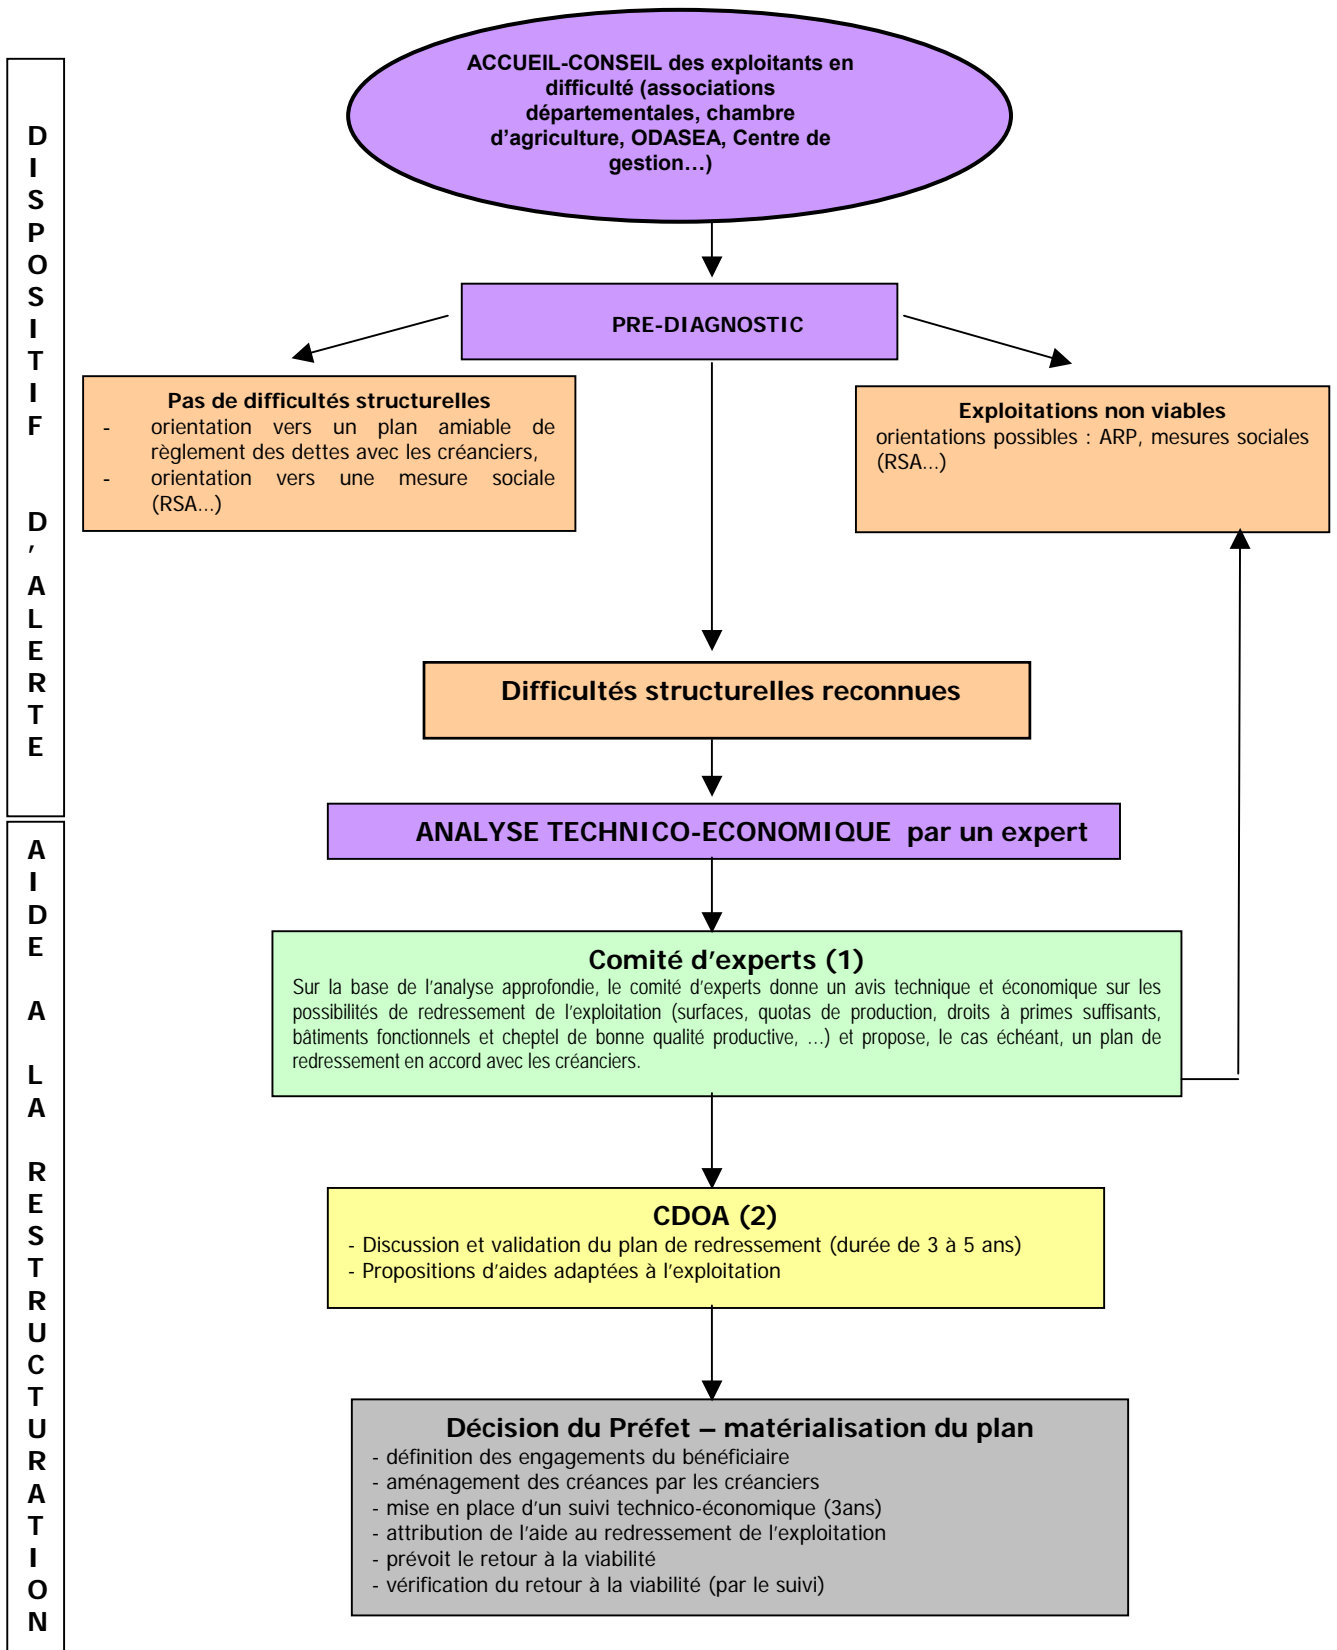 ACCUEIL-CONSEIL des exploitants en
difficulté (associations
départementales, chambre
d’agriculture, ODASEA, Centre de
gestion…)
DISPOSITIF D’ALERTE
PRE-DIAGNOSTIC
Pas de difficultés structurelles
- orientation vers un plan amiable de
règlement des dettes avec les créanciers,
- orientation vers une mesure sociale
(RSA...)
Exploitations non viables
orientations possibles : ARP, mesures sociales
(RSA...)
Difficultés structurelles reconnues
ANALYSE TECHNICO-ECONOMIQUE par un expert
AIDE A LA RESTRUCTURATION
Comité d’experts (1)
Sur la base de l’analyse approfondie, le comité d’experts donne un avis technique et économique sur les
possibilités de redressement de l’exploitation (surfaces, quotas de production, droits à primes suffisants,
bâtiments fonctionnels et cheptel de bonne qualité productive, …) et propose, le cas échéant, un plan de
redressement en accord avec les créanciers.
CDOA (2)
- Discussion et validation du plan de redressement (durée de 3 à 5 ans)
- Propositions d’aides adaptées à l’exploitation
Décision du Préfet – matérialisation du plan
- définition des engagements du bénéficiaire
- aménagement des créances par les créanciers
- mise en place d’un suivi technico-économique (3ans)
- attribution de l’aide au redressement de l’exploitation
- prévoit le retour à la viabilité
- vérification du retour à la viabilité (par le suivi)